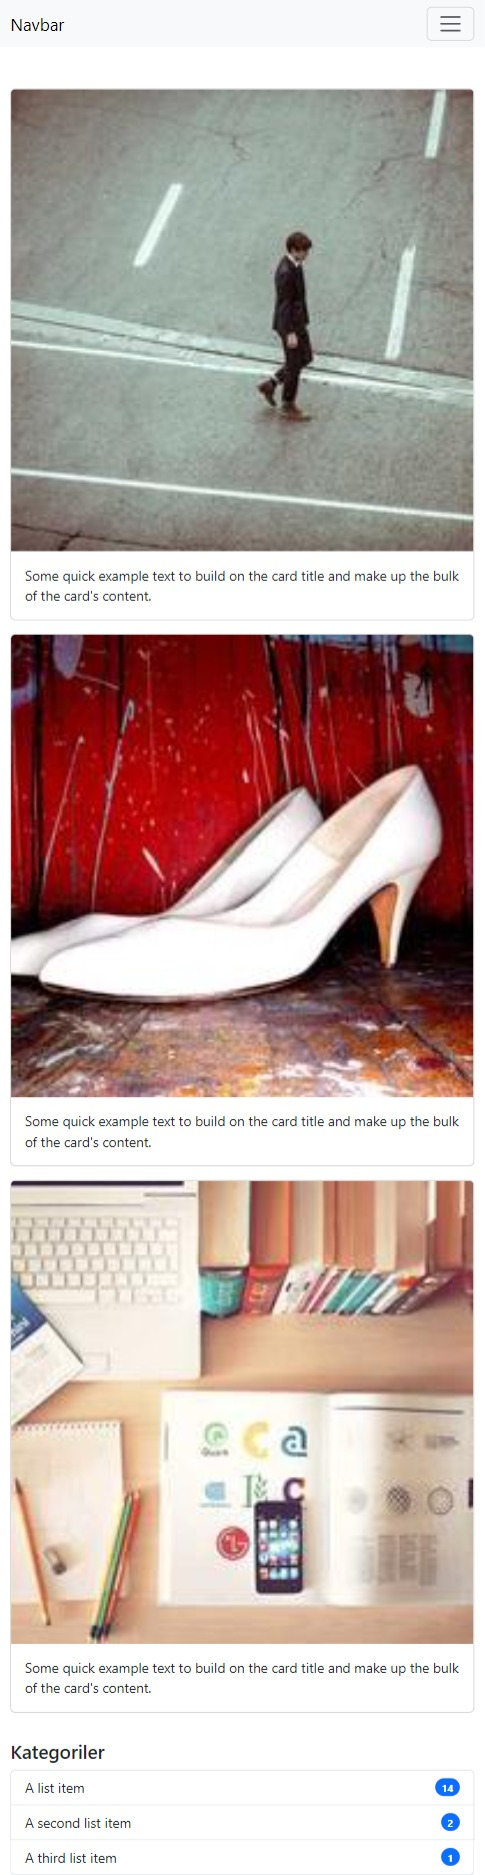 Navbar
Some quick example text to build on the card title and make up the bulk
of the card's content.
Some quick example text to build on the card title and make up the bulk
of the card's content.
Some quick example text to build on the card title and make up the bulk
of the card's content.
Kategoriler
A list item 14
A second list item 2
A third list item 1